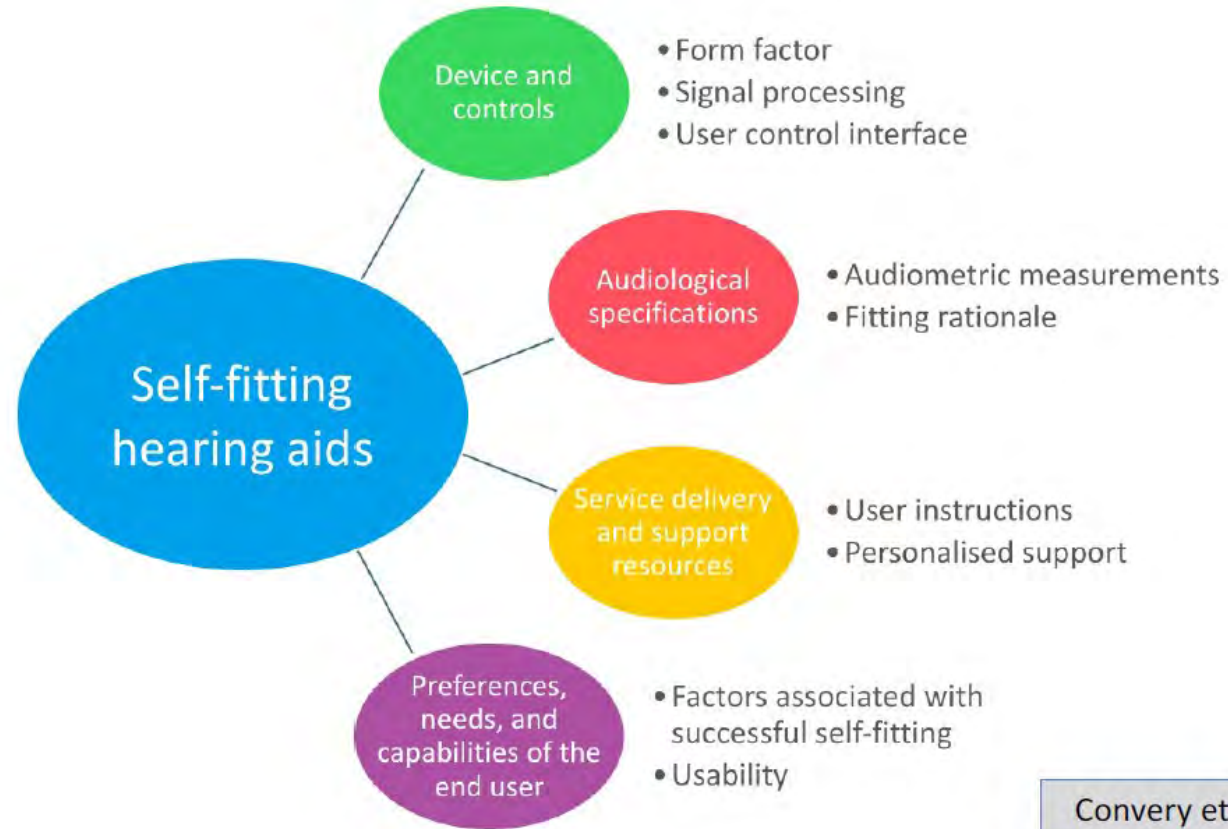 Device and
controls
• Form factor
• Signal processing
• User control interface
Audiological
specifications
• Audiometric measurements
• Fitting rationale
Self-fitting
hearing aids
Service delivery
and support
resources
• User instructions
• Personalised support
Preferences,
needs, and
capabilities of the
end user
• Factors associated with
successful self-fitting
• Usability
Convery et